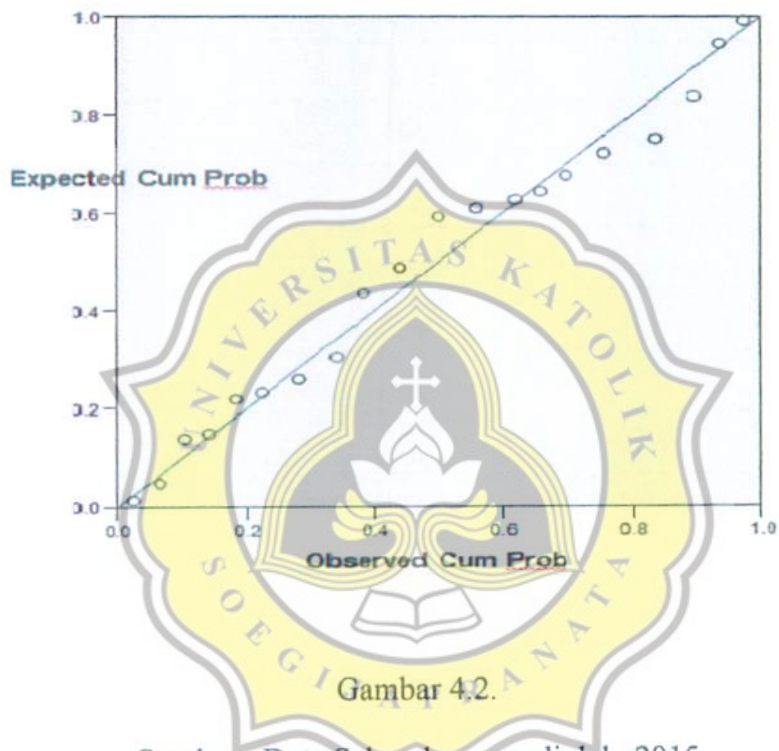 1.0
0.8
Expected Cum Prob
0.6
0.4
0.2
0.0
0.0 0.2 0.4 0.6 0.8 1.0
Observed Cum Prob
UNIVERSITAS KATOLIK
SOEGIJAPRANATA
Gambar 4.2.